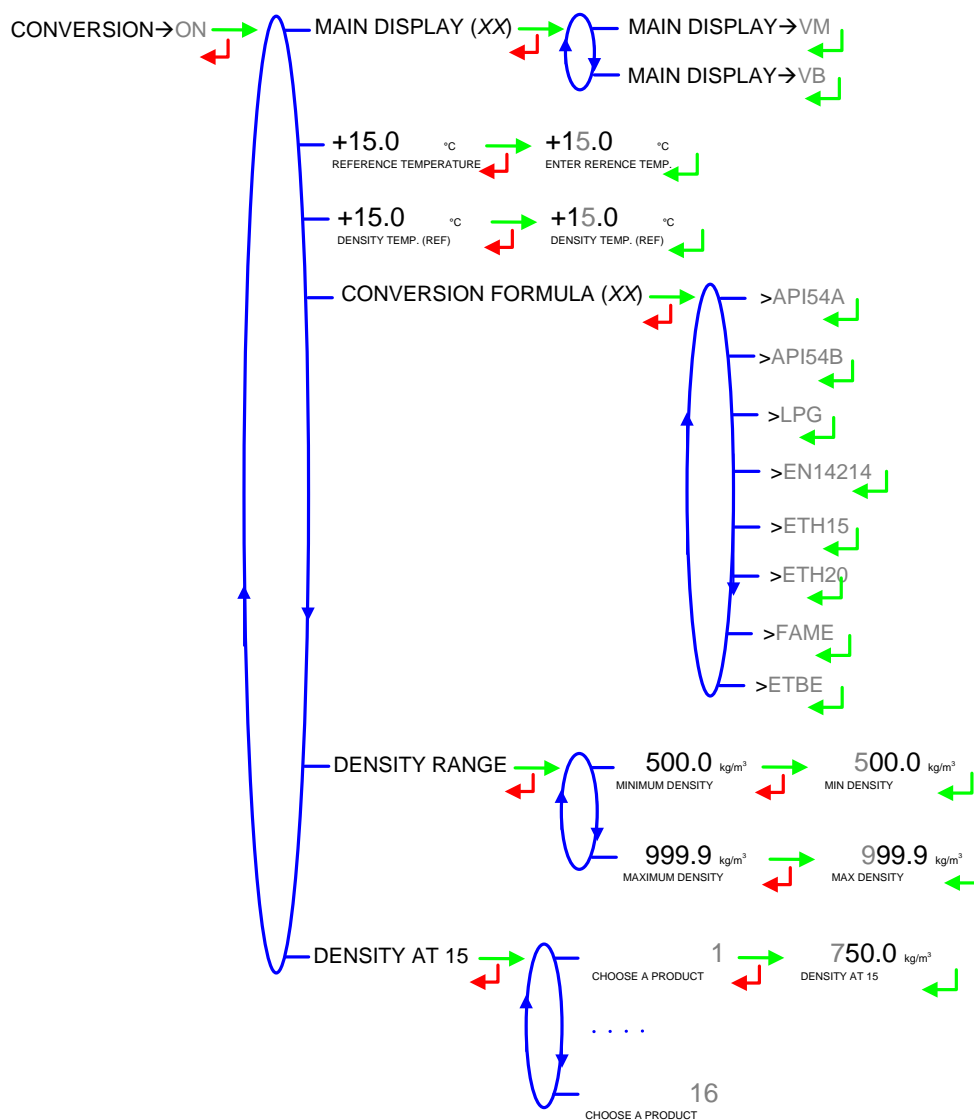 CONVERSION→ON
MAIN DISPLAY (XX)
MAIN DISPLAY→VM
MAIN DISPLAY→VB
+15.0 °C
REFERENCE TEMPERATURE
+15.0 °C
ENTER RERENCE TEMP.
+15.0 °C
DENSITY TEMP. (REF)
+15.0 °C
DENSITY TEMP. (REF)
CONVERSION FORMULA (XX)
>API54A
>API54B
>LPG
>EN14214
>ETH15
>ETH20
>FAME
>ETBE
DENSITY RANGE
500.0 kg/m³
MINIMUM DENSITY
500.0 kg/m³
MIN DENSITY
999.9 kg/m³
MAXIMUM DENSITY
999.9 kg/m³
MAX DENSITY
DENSITY AT 15
1
CHOOSE A PRODUCT
750.0 kg/m³
DENSITY AT 15
. . . .
16
CHOOSE A PRODUCT